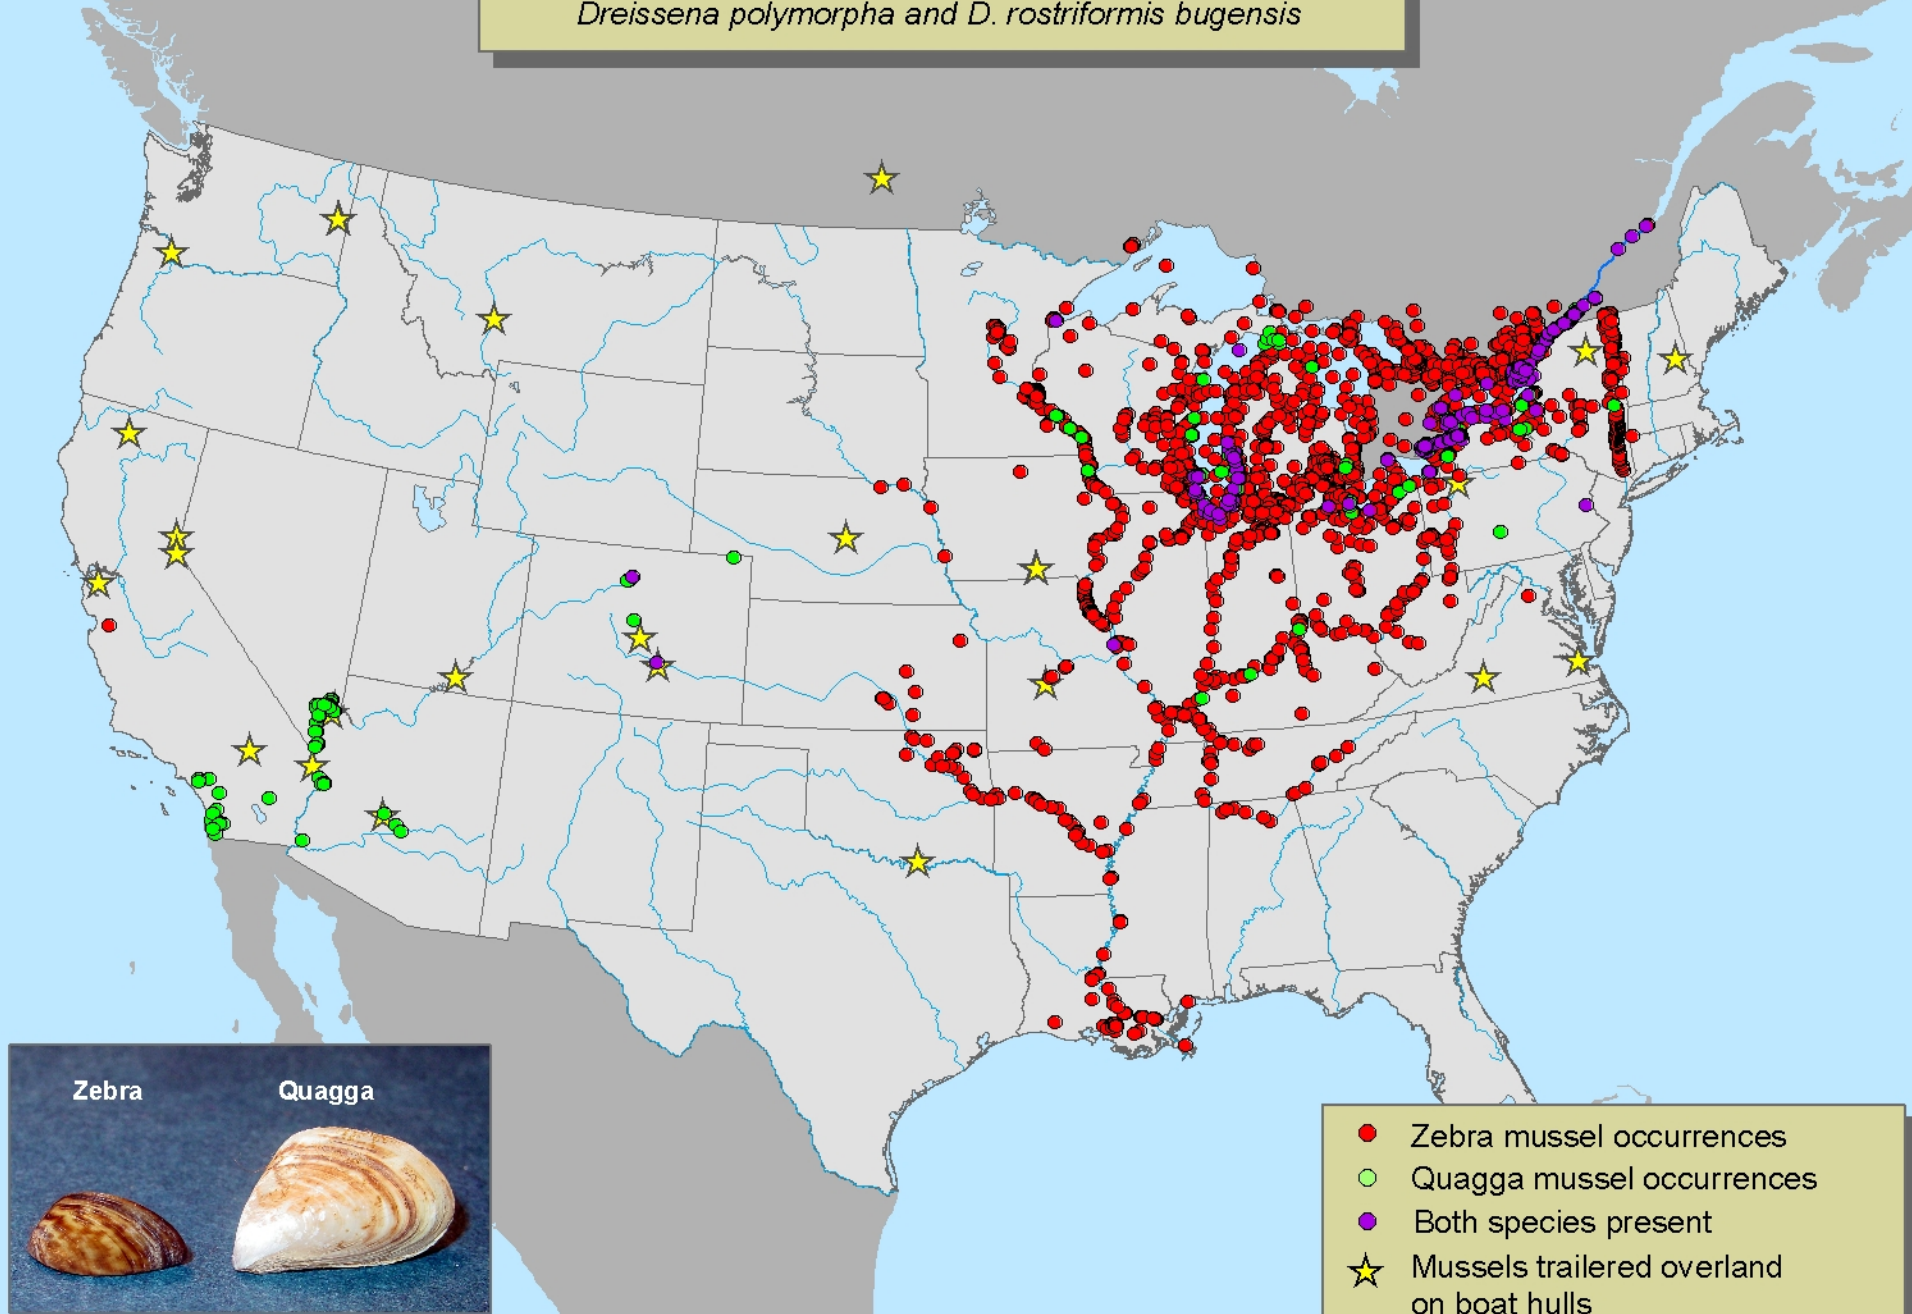 Dreissena polymorpha and D. rostriformis bugensis
Zebra
Quagga
Zebra mussel occurrences
Quagga mussel occurrences
Both species present
Mussels trailered overland
on boat hulls